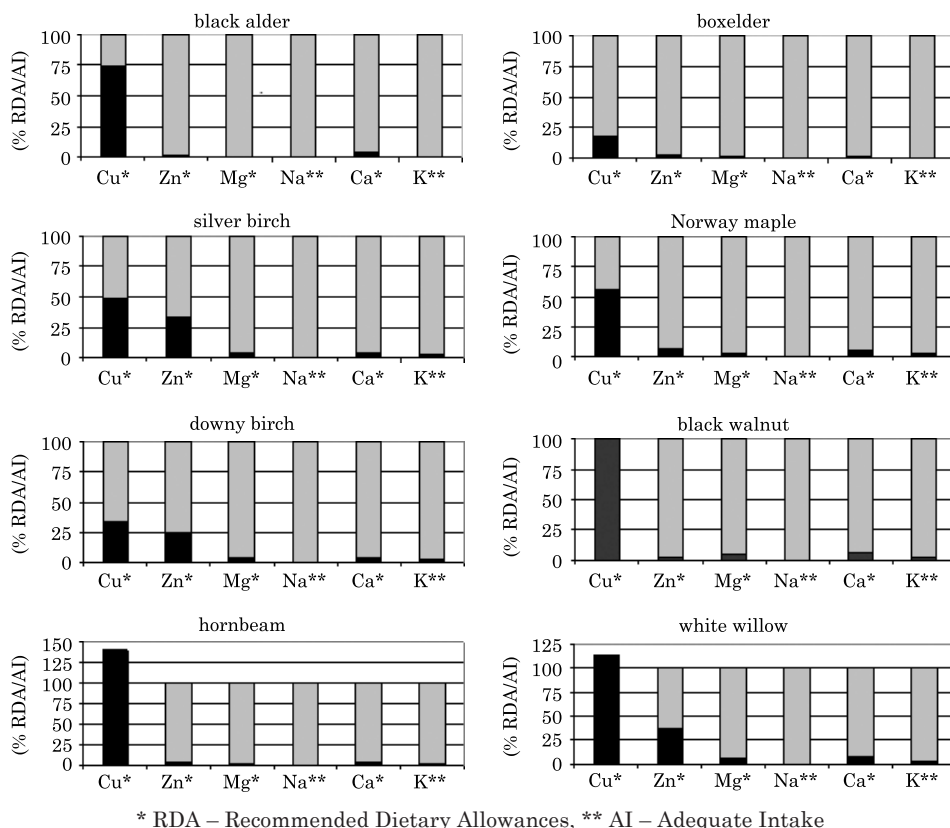 black alder
100
75
50
25
0
(% RDA/AI)
Cu* Zn* Mg* Na** Ca* K**
boxelder
100
75
50
25
0
(% RDA/AI)
Cu* Zn* Mg* Na** Ca* K**
silver birch
100
75
50
25
0
(% RDA/AI)
Cu* Zn* Mg* Na** Ca* K**
Norway maple
100
75
50
25
0
(% RDA/AI)
Cu* Zn* Mg* Na** Ca* K**
downy birch
100
75
50
25
0
(% RDA/AI)
Cu* Zn* Mg* Na** Ca* K**
black walnut
100
75
50
25
0
(% RDA/AI)
Cu* Zn* Mg* Na** Ca* K**
hornbeam
150
125
100
75
50
25
0
(% RDA/AI)
Cu* Zn* Mg* Na** Ca* K**
white willow
125
100
75
50
25
0
(% RDA/AI)
Cu* Zn* Mg* Na** Ca* K**
* RDA – Recommended Dietary Allowances, ** AI – Adequate Intake